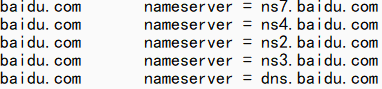 baidu.com nameserver = ns7.baidu.com
baidu.com nameserver = ns4.baidu.com
baidu.com nameserver = ns2.baidu.com
baidu.com nameserver = ns3.baidu.com
baidu.com nameserver = dns.baidu.com